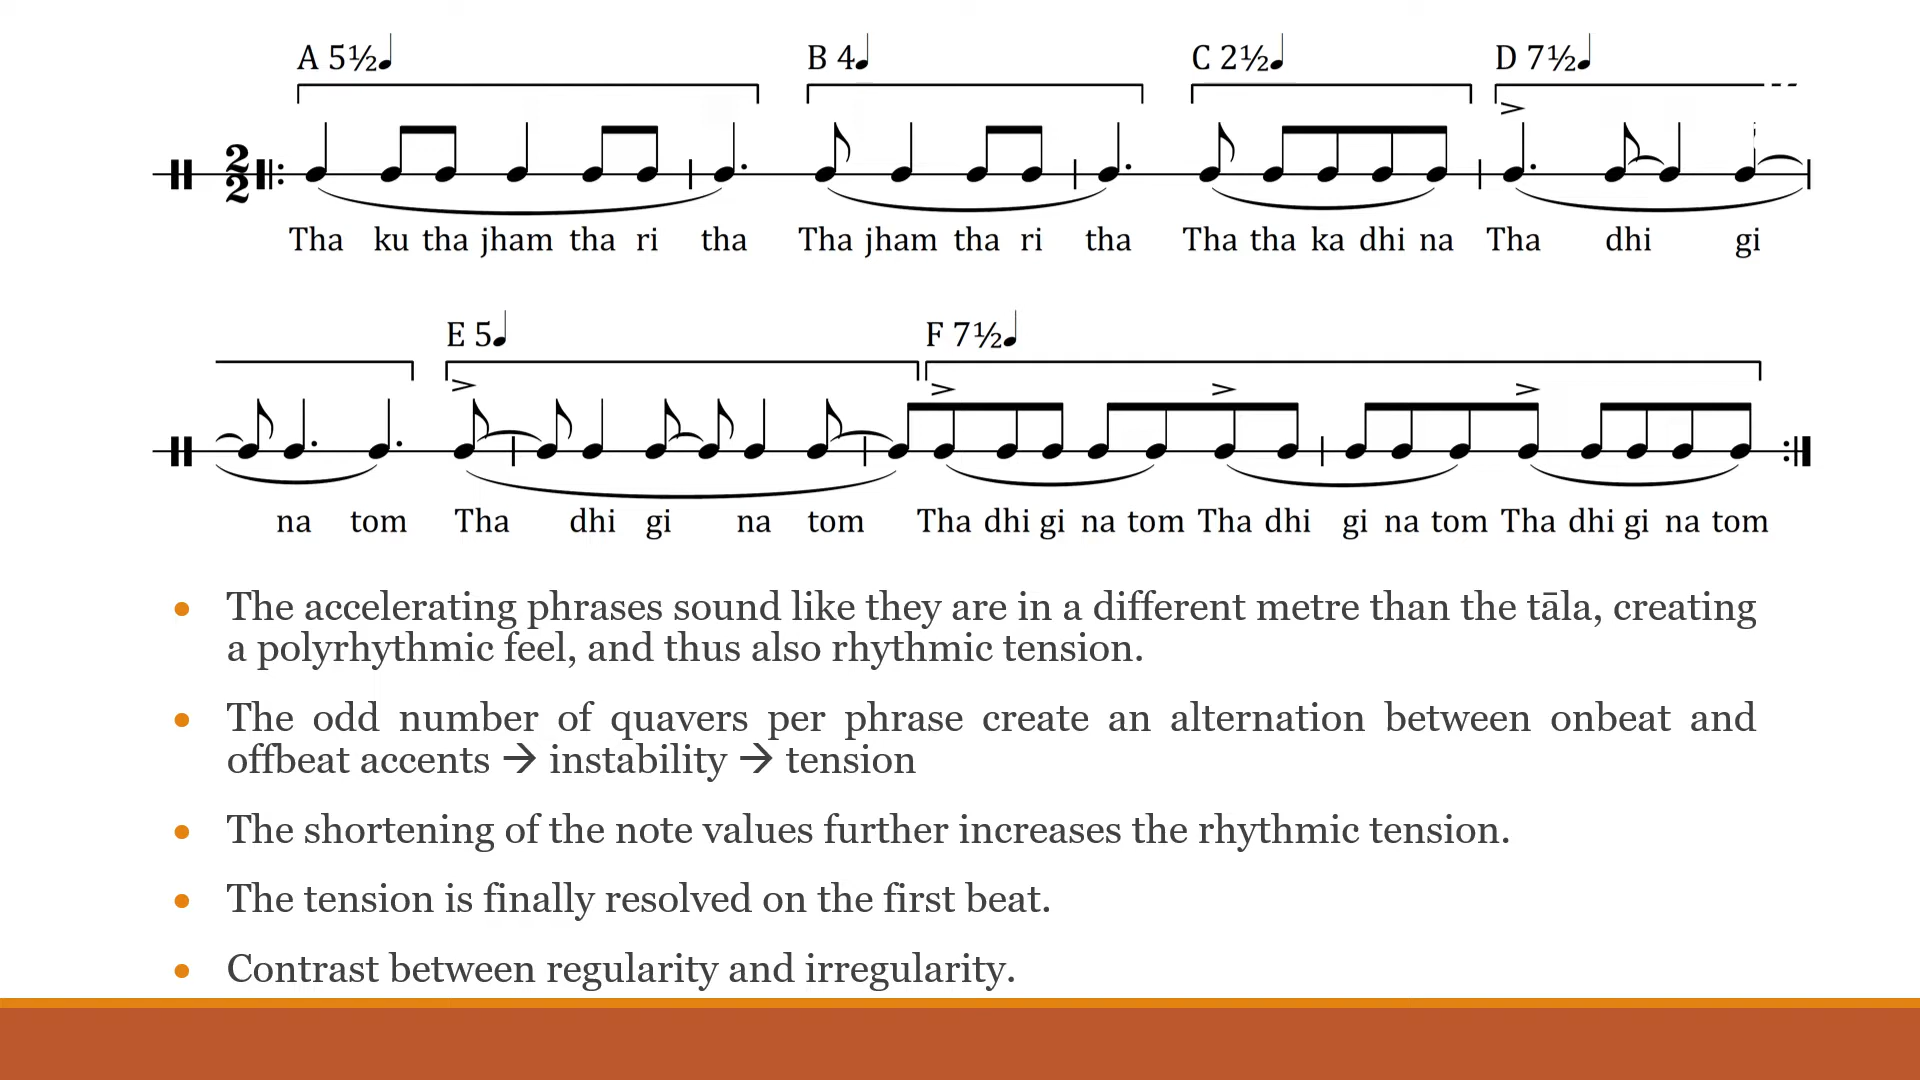 A 5½♩ B 4♩ C 2½♩ D 7½♩
2
2
Tha ku tha jham tha ri tha Tha jham tha ri tha Tha tha ka dhi na Tha dhi gi
E 5♩ F 7½♩
na tom Tha dhi gi na tom Tha dhi gi na tom Tha dhi gi na tom Tha dhi gi na tom
• The accelerating phrases sound like they are in a different metre than the tāla, creating
a polyrhythmic feel, and thus also rhythmic tension.
• The odd number of quavers per phrase create an alternation between onbeat and
offbeat accents → instability → tension
• The shortening of the note values further increases the rhythmic tension.
• The tension is finally resolved on the first beat.
• Contrast between regularity and irregularity.